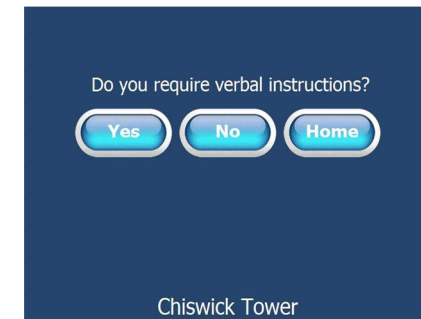 Do you require verbal instructions?
Yes No Home
Chiswick Tower